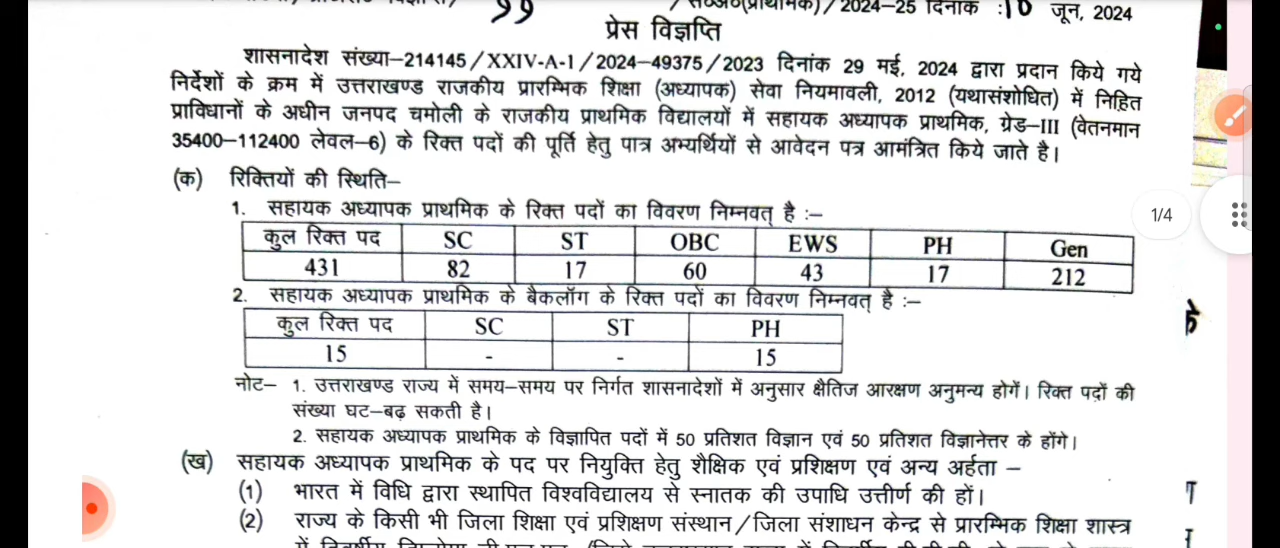 99
/ 2024–25 दिनांक :10 जून, 2024
प्रेस विज्ञप्ति
शासनादेश संख्या–214145/XXIV-A-1/2024–49375/2023 दिनांक 29 मई, 2024 द्वारा प्रदान किये गये
निर्देशों के क्रम में उत्तराखण्ड राजकीय प्रारम्भिक शिक्षा (अध्यापक) सेवा नियमावली, 2012 (यथासंशोधित) में निहित
प्राविधानों के अधीन जनपद चमोली के राजकीय प्राथमिक विद्यालयों में सहायक अध्यापक प्राथमिक, ग्रेड–III (वेतनमान
35400–112400 लेवल–6) के रिक्त पदों की पूर्ति हेतु पात्र अभ्यर्थियों से आवेदन पत्र आमंत्रित किये जाते है।
(क) रिक्तियों की स्थिति–
1. सहायक अध्यापक प्राथमिक के रिक्त पदों का विवरण निम्नवत् है :–
कुल रिक्त पद SC ST OBC EWS PH Gen
431 82 17 60 43 17 212
2. सहायक अध्यापक प्राथमिक के बैकलॉग के रिक्त पदों का विवरण निम्नवत् है :–
कुल रिक्त पद SC ST PH
15 - - 15
नोट– 1. उत्तराखण्ड राज्य में समय–समय पर निर्गत शासनादेशों में अनुसार क्षैतिज आरक्षण अनुमन्य होगें। रिक्त पदों की
संख्या घट–बढ़ सकती है।
2. सहायक अध्यापक प्राथमिक के विज्ञापित पदों में 50 प्रतिशत विज्ञान एवं 50 प्रतिशत विज्ञानेत्तर के होंगे।
(ख) सहायक अध्यापक प्राथमिक के पद पर नियुक्ति हेतु शैक्षिक एवं प्रशिक्षण एवं अन्य अर्हता –
(1) भारत में विधि द्वारा स्थापित विश्वविद्यालय से स्नातक की उपाधि उत्तीर्ण की हों।
(2) राज्य के किसी भी जिला शिक्षा एवं प्रशिक्षण संस्थान/जिला संशाधन केन्द्र से प्रारम्भिक शिक्षा शास्त्र
1/4
के